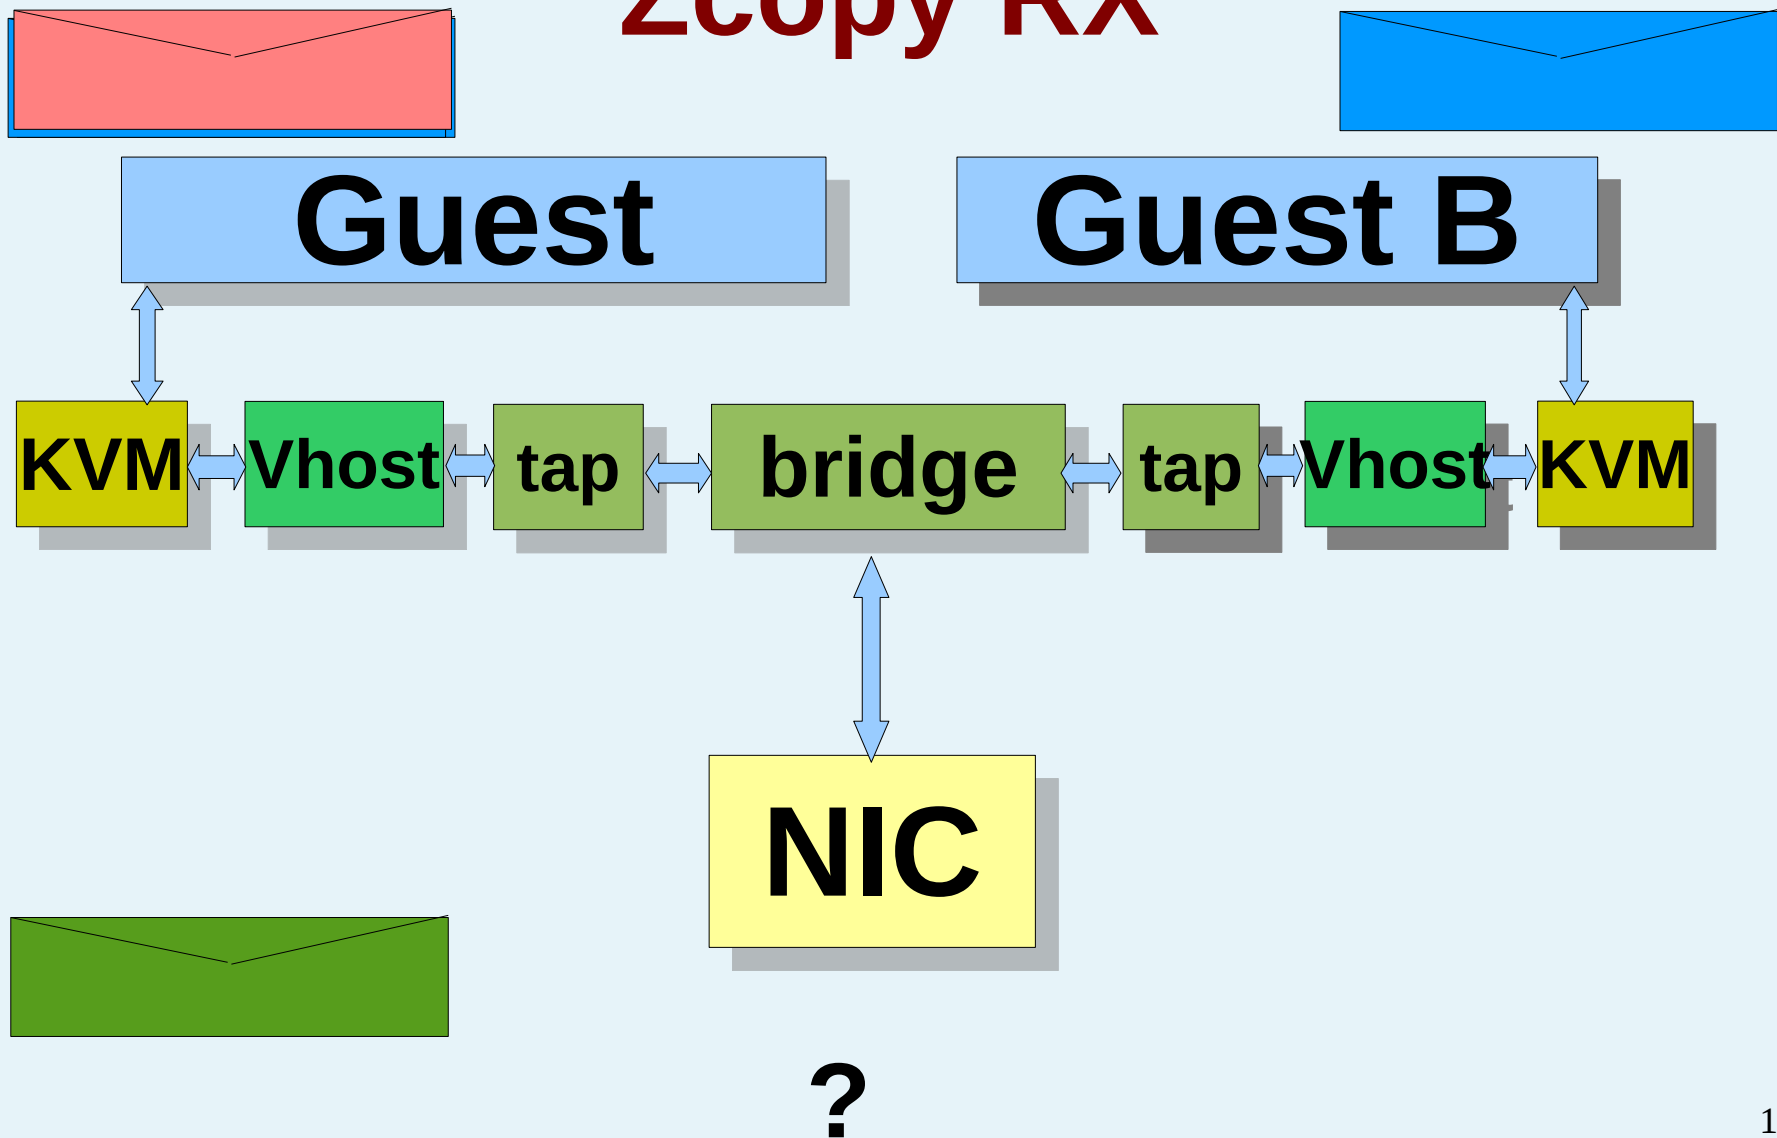 Zcopy RX
Guest
Guest B
KVM
Vhost
tap
bridge
tap
Vhost
KVM
NIC
?
1